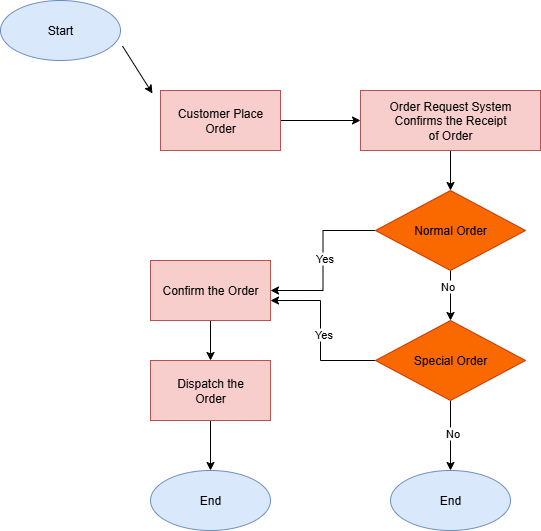 Start
Customer Place
Order
Order Request System
Confirms the Receipt
of Order
Normal Order
Yes
No
Confirm the Order
Yes
Special Order
Dispatch the
Order
No
End
End